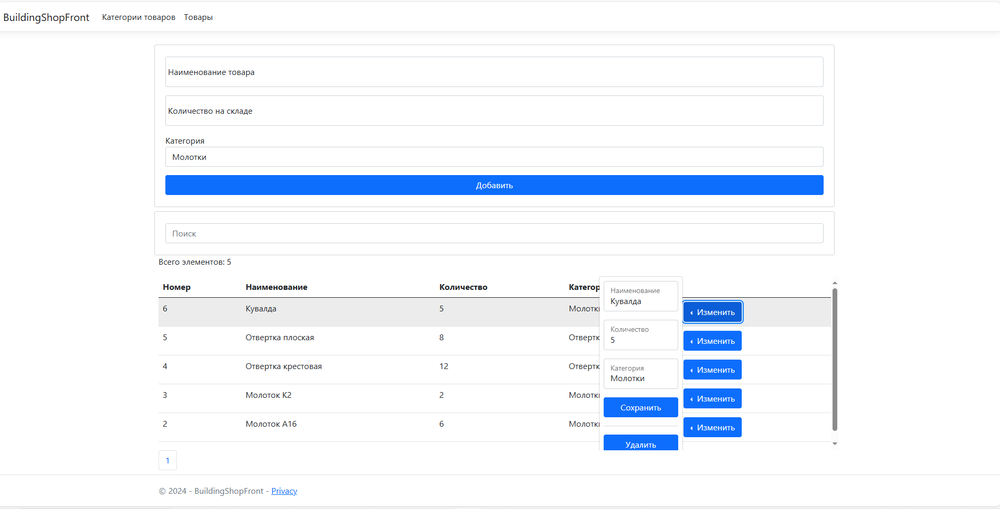 BuildingShopFront Категории товаров Товары
Наименование товара
Количество на складе
Категория
Молотки
Добавить
Поиск
Всего элементов: 5
Номер Наименование Количество Категор
6 Кувалда 5 Молотки Изменить
5 Отвертка плоская 8 Отвертк Изменить
4 Отвертка крестовая 12 Отвертк Изменить
3 Молоток К2 2 Молотки Изменить
2 Молоток А16 6 Молотки Изменить
Наименование
Кувалда
Количество
5
Категория
Молотки
Сохранить
Удалить
1
© 2024 - BuildingShopFront - Privacy